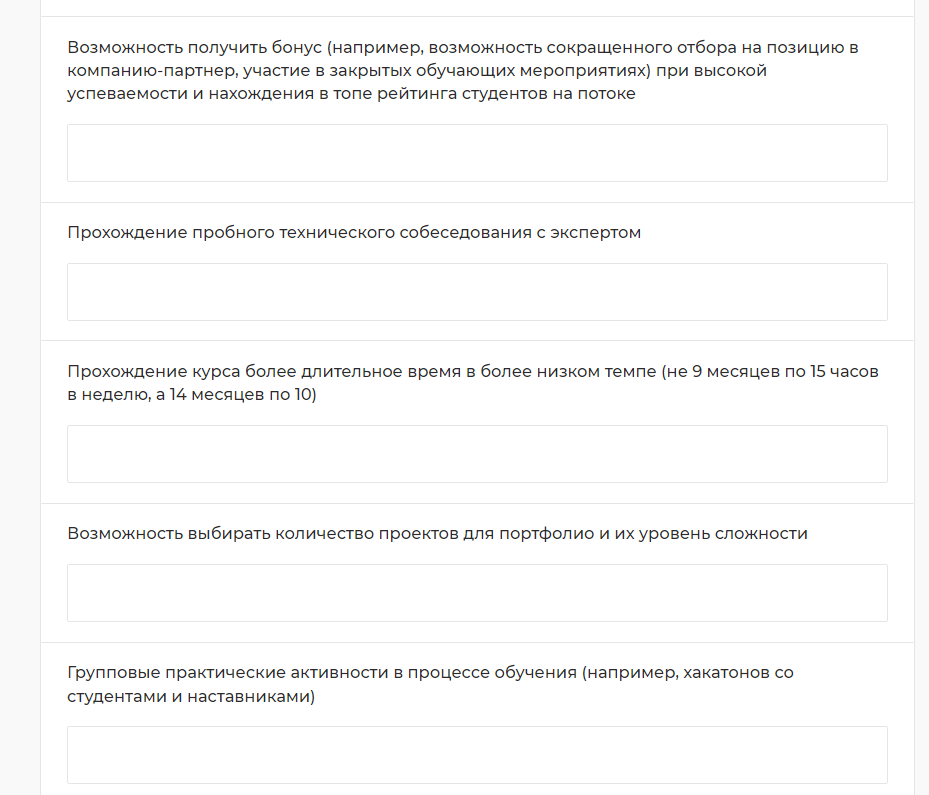 Возможность получить бонус (например, возможность сокращенного отбора на позицию в
компанию-партнер, участие в закрытых обучающих мероприятиях) при высокой
успеваемости и нахождения в топе рейтинга студентов на потоке
Прохождение пробного технического собеседования с экспертом
Прохождение курса более длительное время в более низком темпе (не 9 месяцев по 15 часов
в неделю, а 14 месяцев по 10)
Возможность выбирать количество проектов для портфолио и их уровень сложности
Групповые практические активности в процессе обучения (например, хакатонов со
студентами и наставниками)